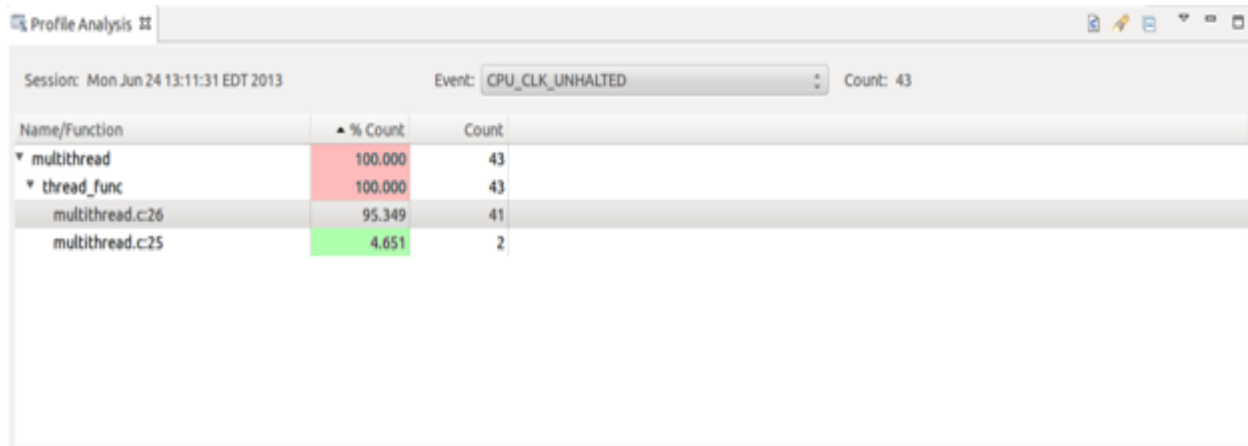 Profile Analysis
Session: Mon Jun 24 13:11:31 EDT 2013 Event: CPU_CLK_UNHALTED Count: 43
Name/Function % Count Count
multithread 100.000 43
thread_func 100.000 43
multithread.c:26 95.349 41
multithread.c:25 4.651 2